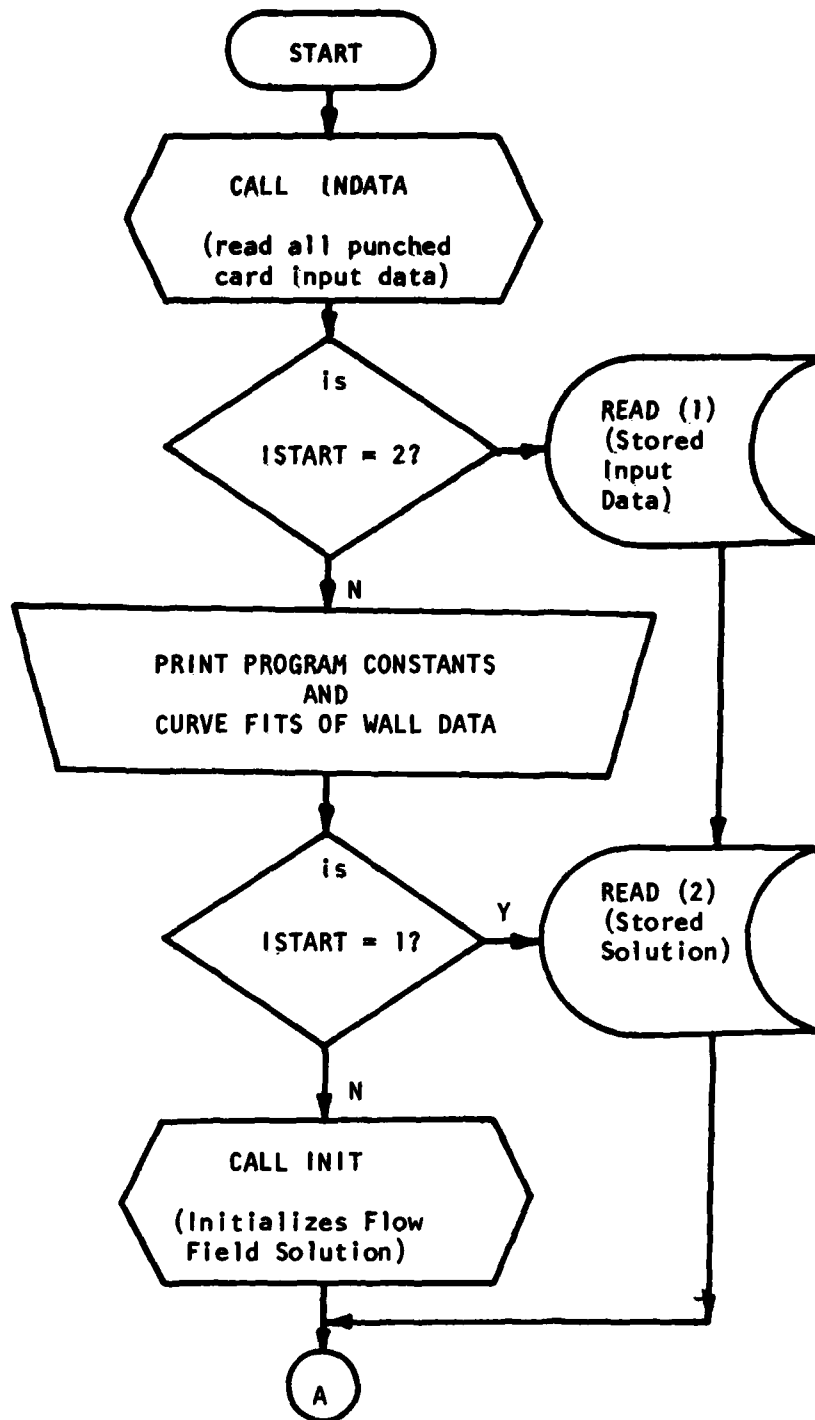 START
CALL INDATA
(read all punched
card input data)
is
ISTART = 2?
READ (1)
(Stored
Input
Data)
N
PRINT PROGRAM CONSTANTS
AND
CURVE FITS OF WALL DATA
is
ISTART = 1?
Y
READ (2)
(Stored
Solution)
N
CALL INIT
(Initializes Flow
Field Solution)
A